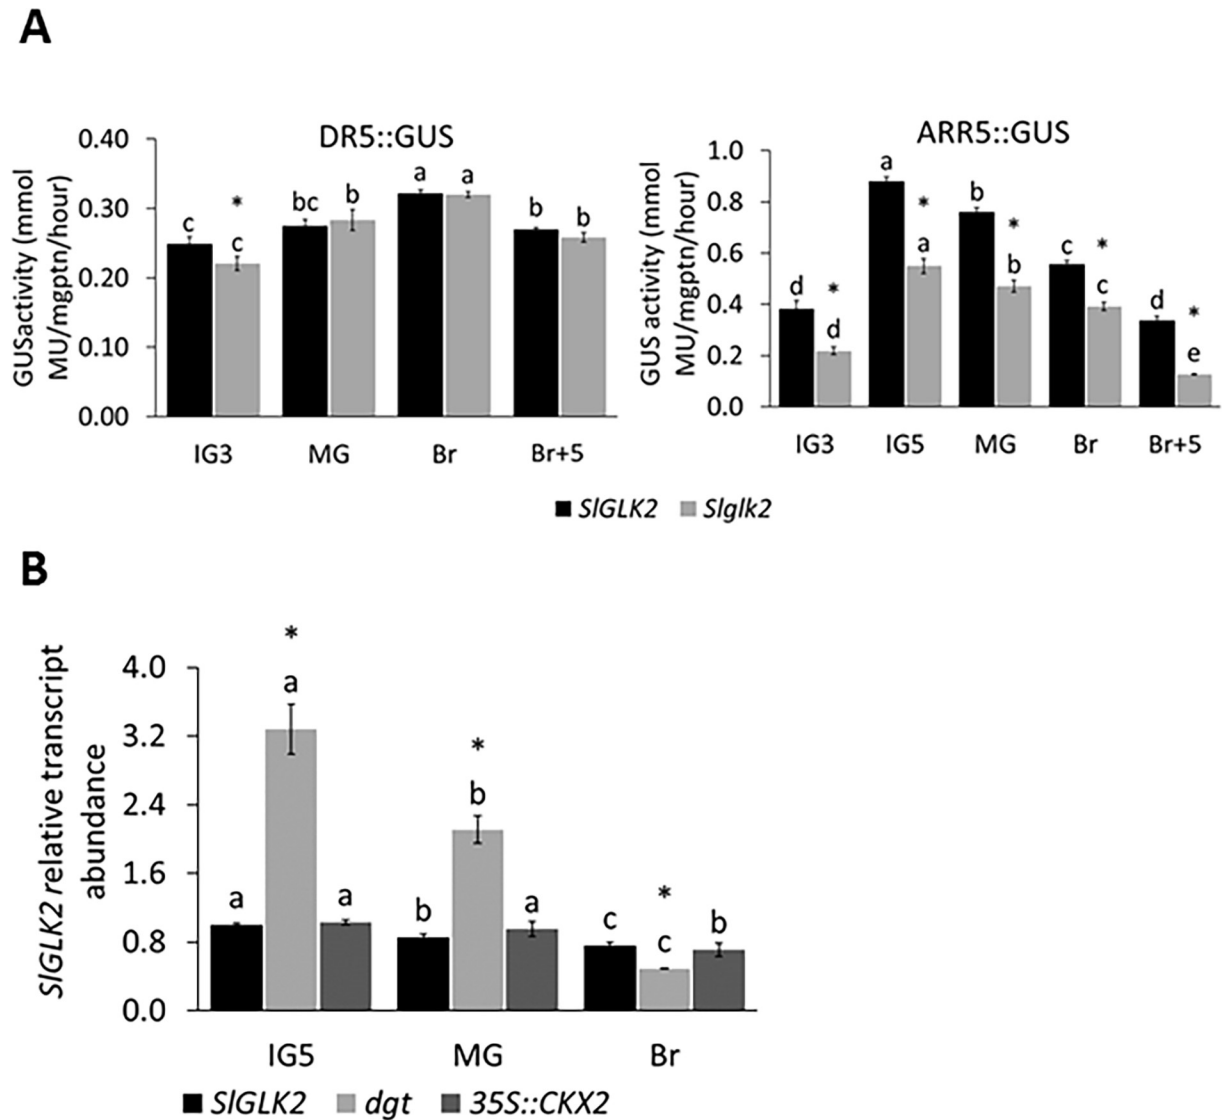 A
DR5::GUS
GUSactivity (mmol
MU/mgptn/hour)
0.40
0.30
0.20
0.10
0.00
c
*
c
bc
b
a
a
b
b
IG3
MG
Br
Br+5
ARR5::GUS
GUS activity (mmol
MU/mgptn/hour)
1.0
0.8
0.6
0.4
0.2
0.0
d
*
d
a
*
a
b
*
b
c
*
c
d
*
e
IG3
IG5
MG
Br
Br+5
SlGLK2
Slglk2
B
SlGLK2 relative transcript
abundance
4.0
3.2
2.4
1.6
0.8
0.0
a
*
a
a
b
*
b
a
c
*
c
b
IG5
MG
Br
SlGLK2
dgt
35S::CKX2